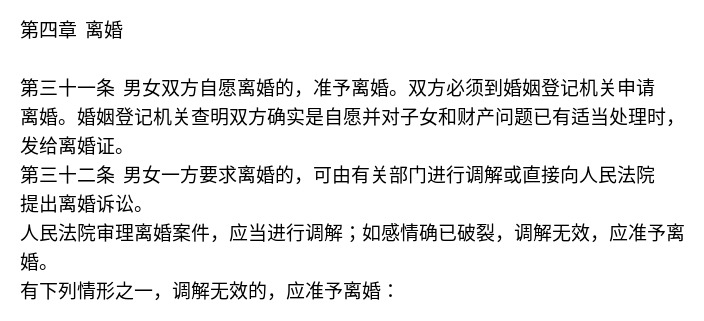 第四章 离婚
第三十一条 男女双方自愿离婚的，准予离婚。双方必须到婚姻登记机关申请
离婚。婚姻登记机关查明双方确实是自愿并对子女和财产问题已有适当处理时，
发给离婚证。
第三十二条 男女一方要求离婚的，可由有关部门进行调解或直接向人民法院
提出离婚诉讼。
人民法院审理离婚案件，应当进行调解；如感情确已破裂，调解无效，应准予离
婚。
有下列情形之一，调解无效的，应准予离婚：